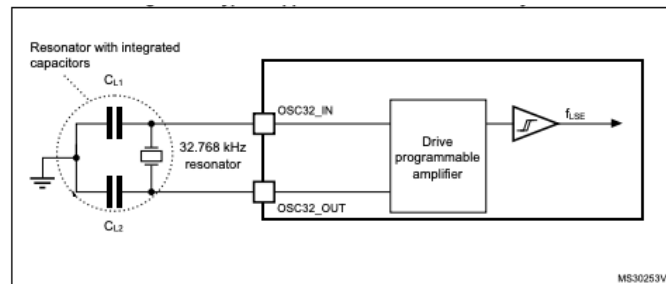 Resonator with integrated
capacitors
CL1
OSC32_IN
32.768 kHz
resonator
Drive
programmable
amplifier
fLSE
OSC32_OUT
CL2
MS30253V